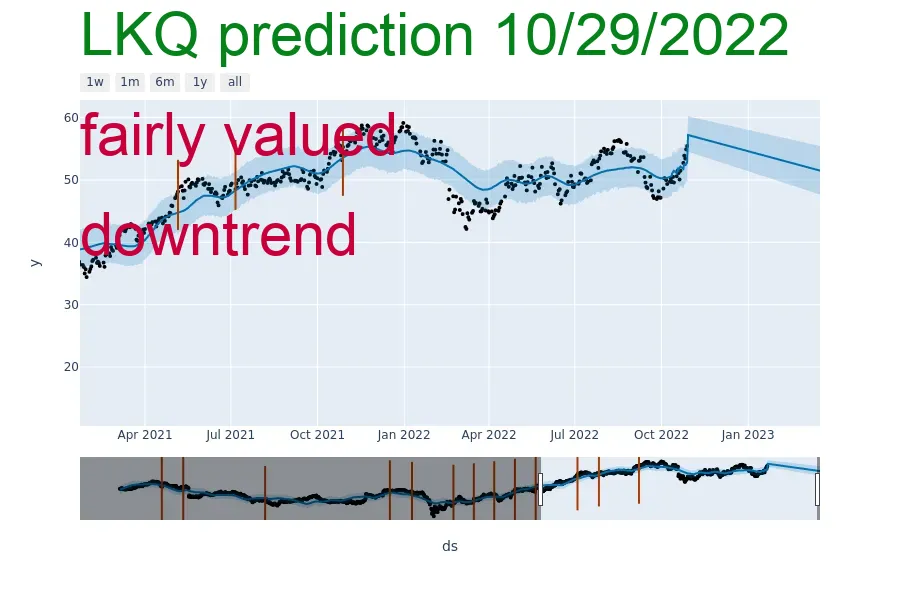 LKQ prediction 10/29/2022
1w 1m 6m 1y all
fairly valued
downtrend
60
50
40
30
20
y
Apr 2021 Jul 2021 Oct 2021 Jan 2022 Apr 2022 Jul 2022 Oct 2022 Jan 2023
ds